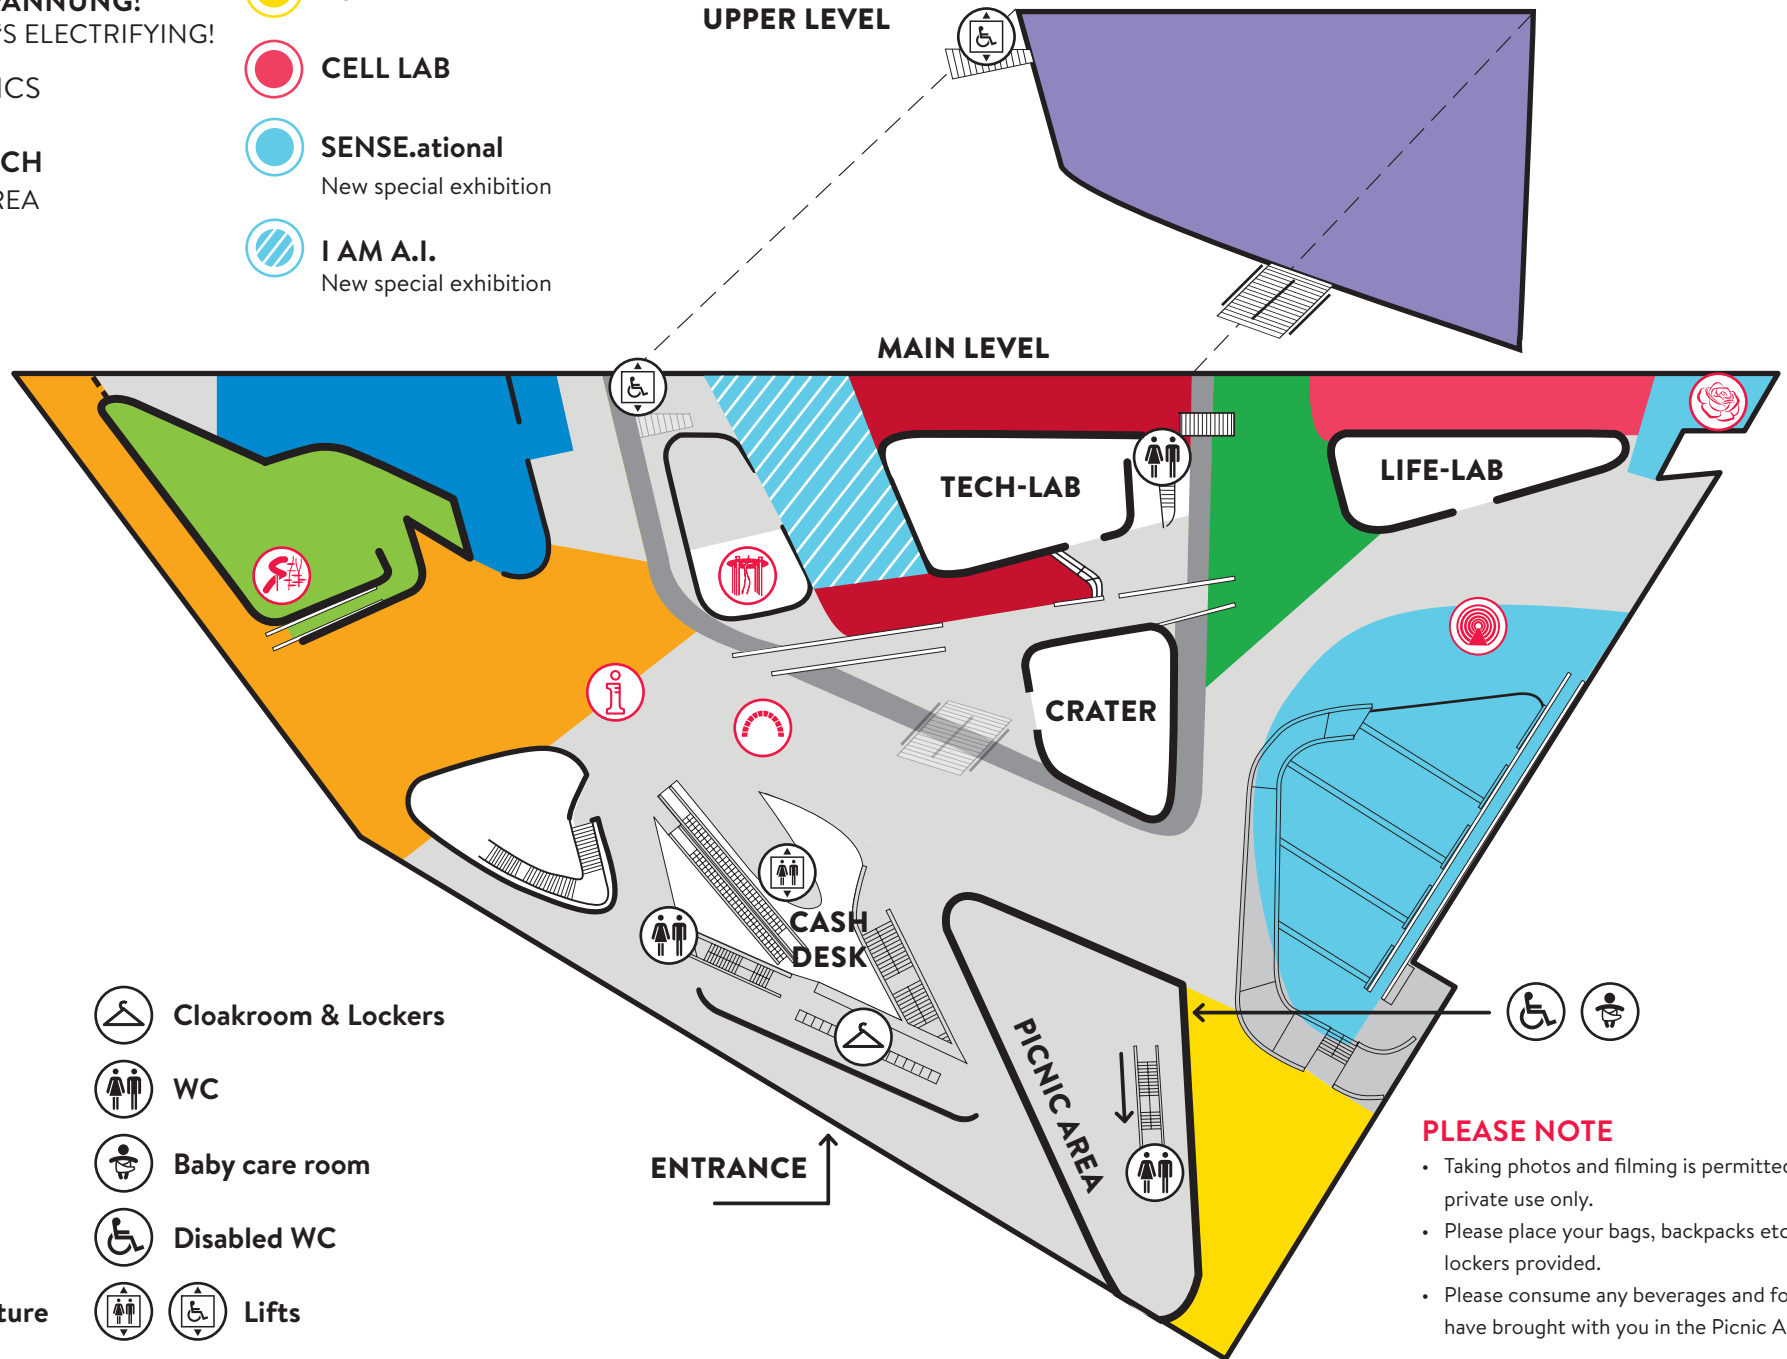 'S ELECTRIFYING!
CELL LAB
SENSE.ational
New special exhibition
I AM A.I.
New special exhibition
UPPER LEVEL
MAIN LEVEL
TECH-LAB
LIFE-LAB
CRATER
CASH
DESK
PICNIC AREA
ENTRANCE
Cloakroom & Lockers
WC
Baby care room
Disabled WC
Lifts
PLEASE NOTE
• Taking photos and filming is permitted
private use only.
• Please place your bags, backpacks etc
lockers provided.
• Please consume any beverages and fo
have brought with you in the Picnic A